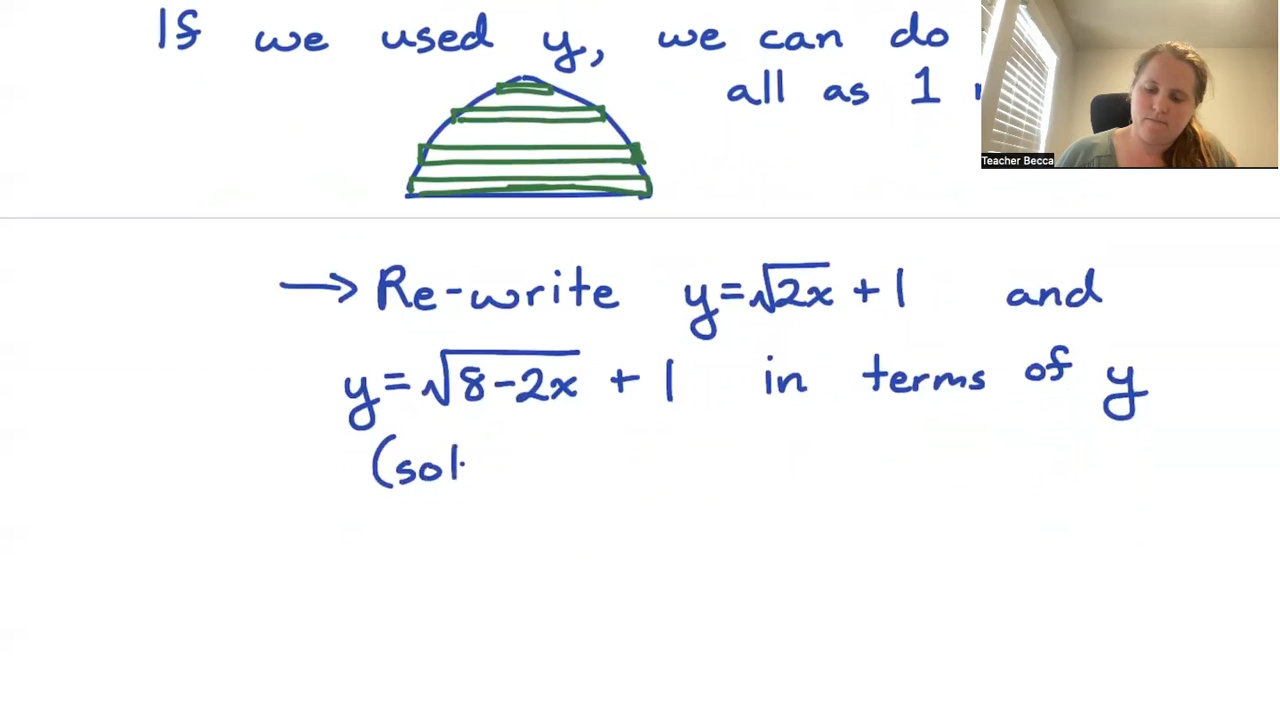 If we used y, we can do
all as 1
Teacher Becca
→ Re-write y=√2x + 1 and
y=√8-2x + 1 in terms of y
(sol